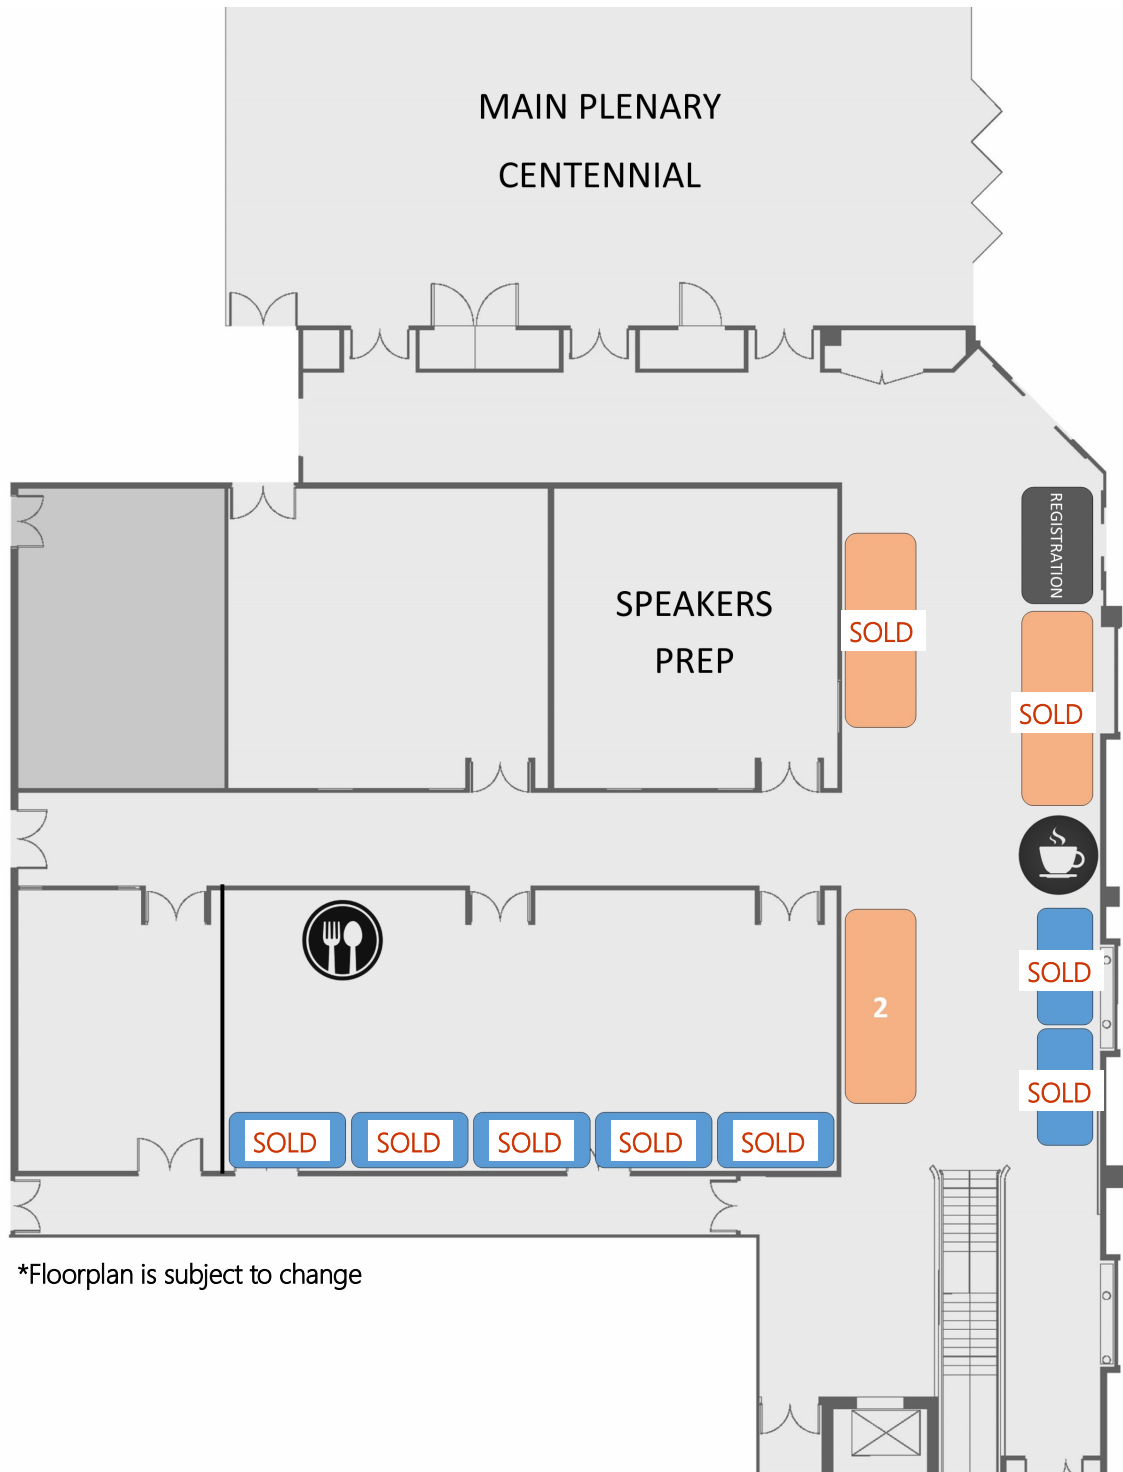 MAIN PLENARY
CENTENNIAL
REGISTRATION
SPEAKERS
PREP
SOLD
SOLD
SOLD
2
SOLD
SOLD
SOLD
SOLD
SOLD
SOLD
*Floorplan is subject to change